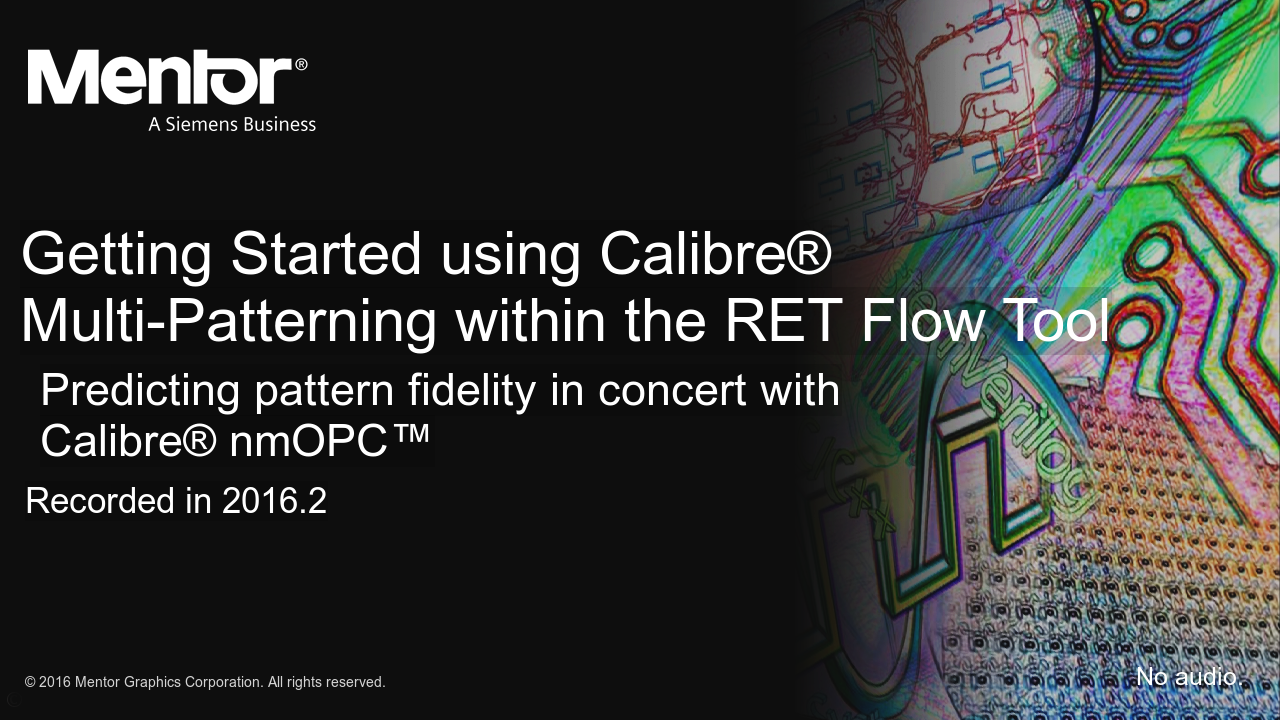 Mentor®
A Siemens Business
Getting Started using Calibre®
Multi-Patterning within the RET Flow Tool
Predicting pattern fidelity in concert with
Calibre® nmOPC™
Recorded in 2016.2
© 2016 Mentor Graphics Corporation. All rights reserved.
No audio.